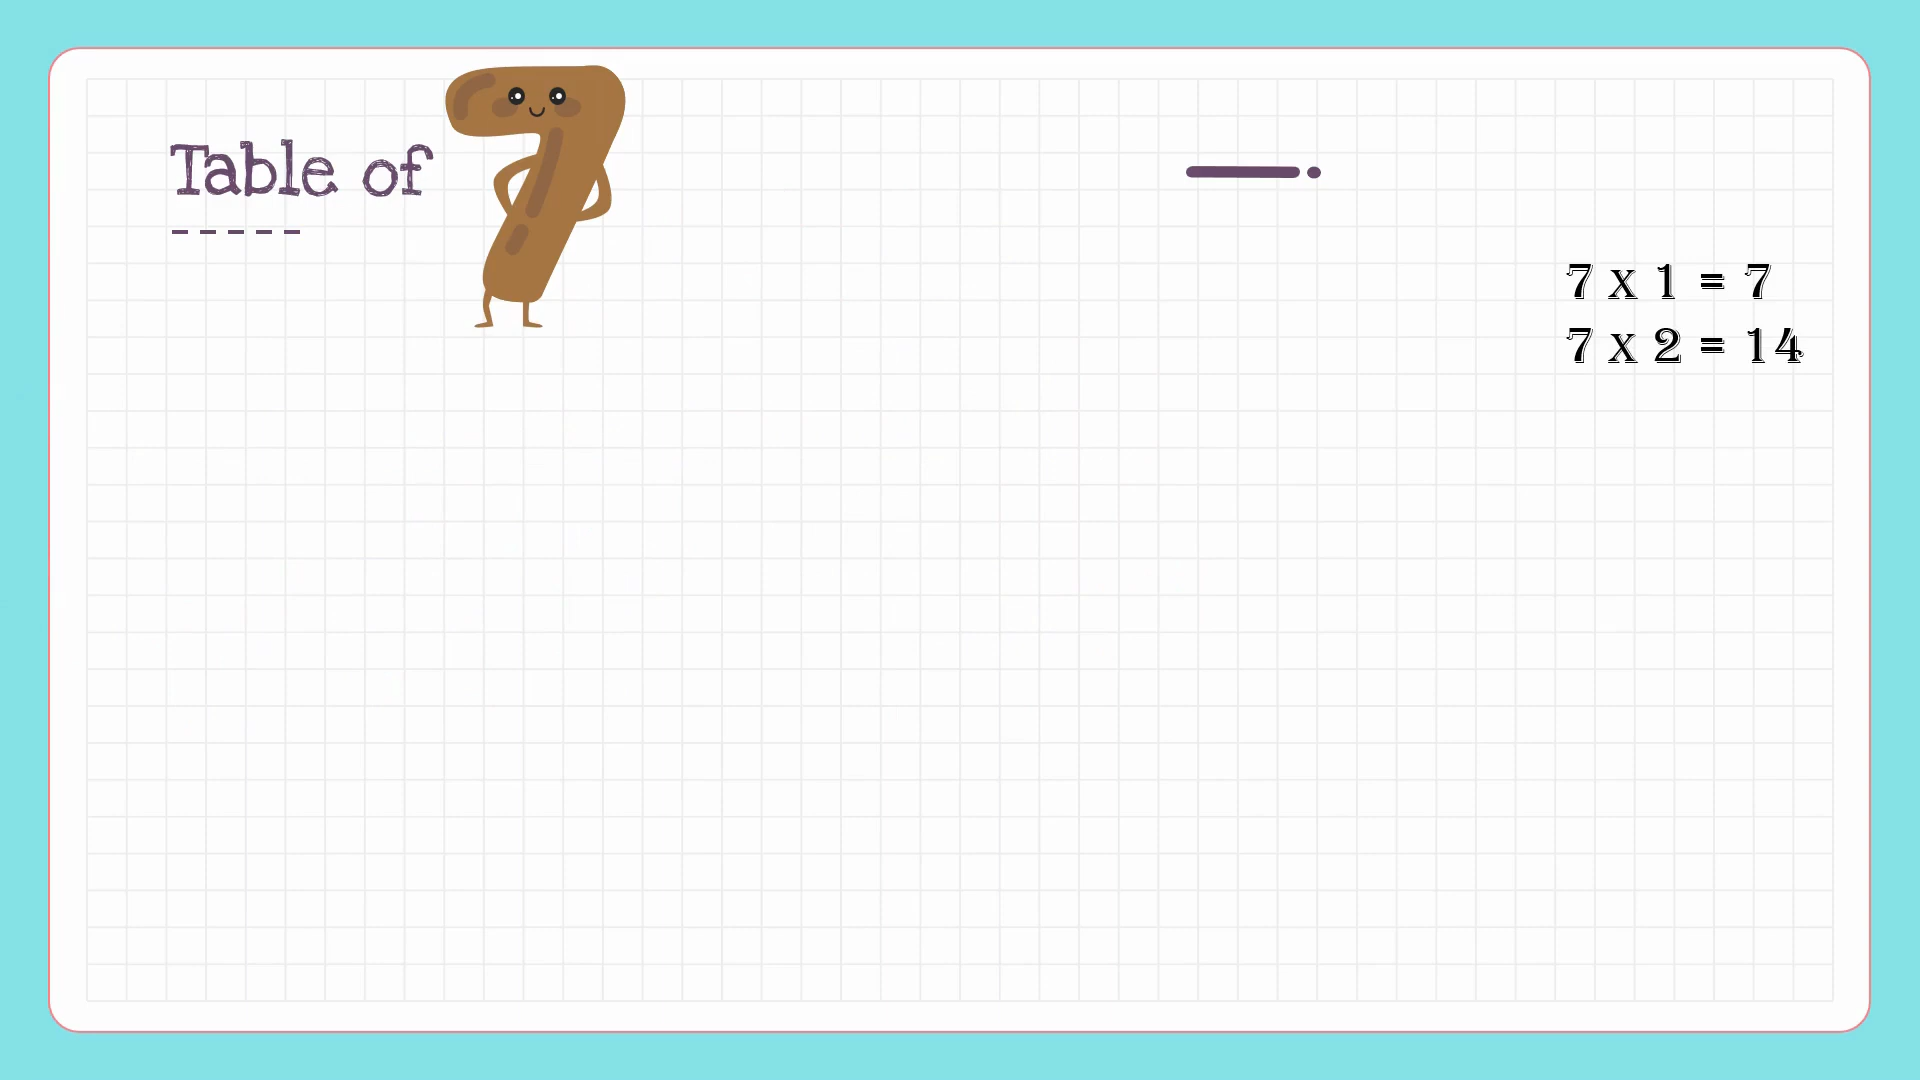 Table of 7
7 x 1 = 7
7 x 2 = 14